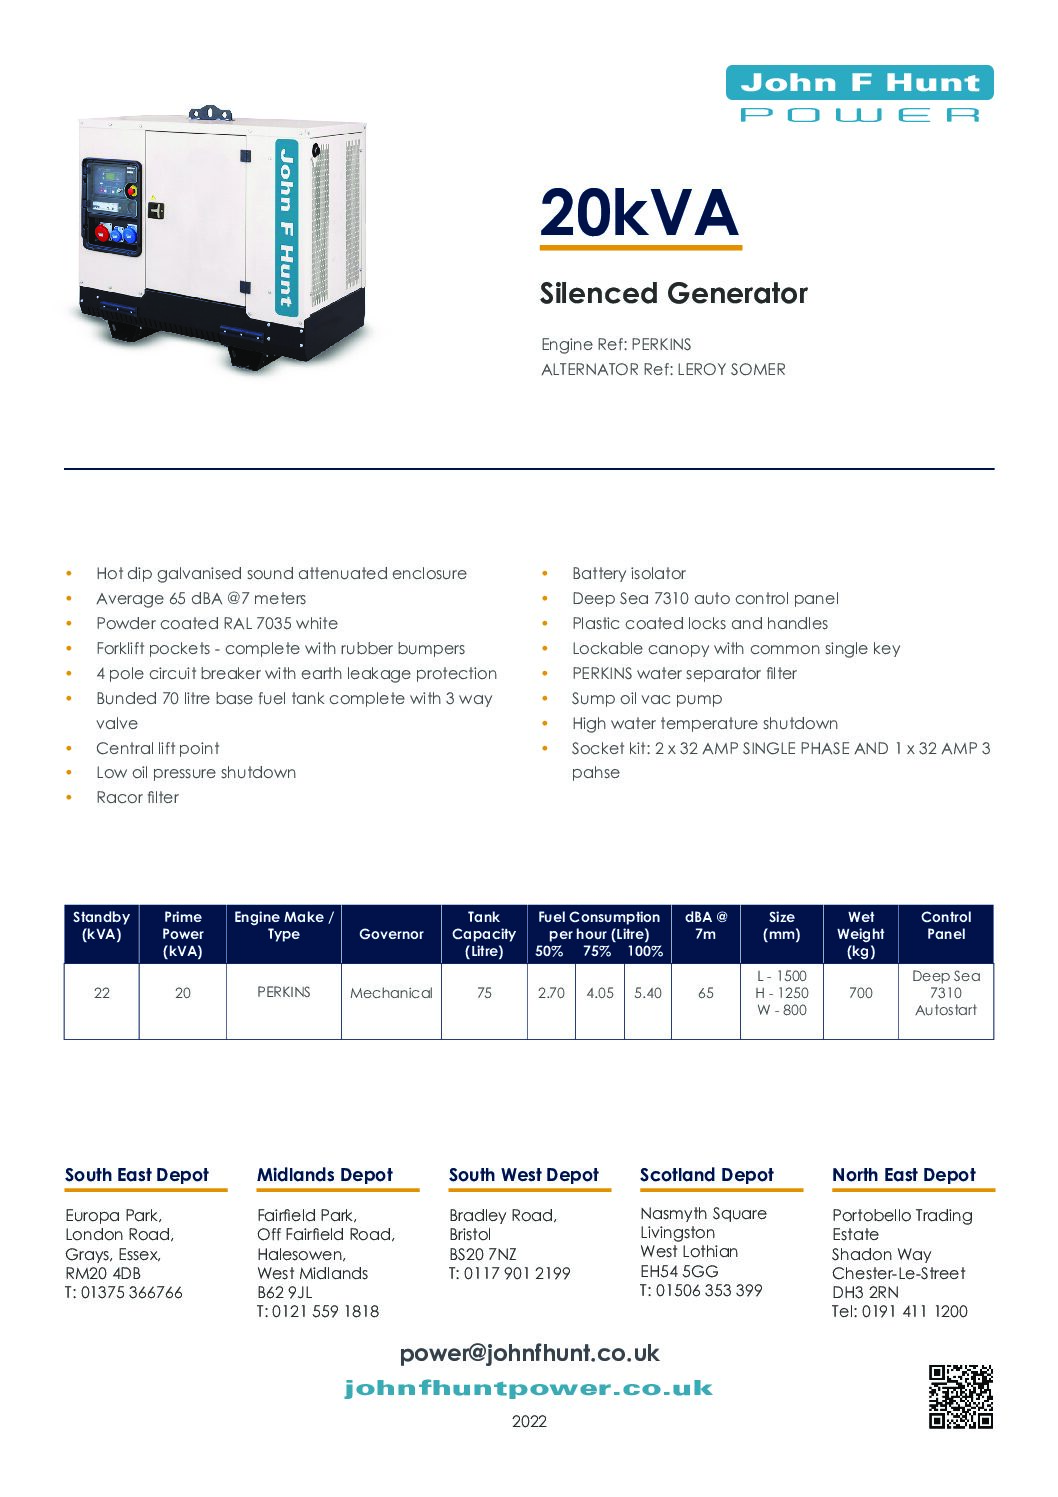 John F Hunt
POWER
John F Hunt
20kVA
Silenced Generator
Engine Ref: PERKINS
ALTERNATOR Ref: LEROY SOMER
• Hot dip galvanised sound attenuated enclosure
• Average 65 dBA @7 meters
• Powder coated RAL 7035 white
• Forklift pockets - complete with rubber bumpers
• 4 pole circuit breaker with earth leakage protection
• Bunded 70 litre base fuel tank complete with 3 way
valve
• Central lift point
• Low oil pressure shutdown
• Racor filter
• Battery isolator
• Deep Sea 7310 auto control panel
• Plastic coated locks and handles
• Lockable canopy with common single key
• PERKINS water separator filter
• Sump oil vac pump
• High water temperature shutdown
• Socket kit: 2 x 32 AMP SINGLE PHASE AND 1 x 32 AMP 3
pahse
Standby
(kVA)
Prime
Power
(kVA)
Engine Make /
Type
Governor
Tank
Capacity
(Litre)
Fuel Consumption
per hour (Litre)
50% 75% 100%
dBA @
7m
Size
(mm)
Wet
Weight
(kg)
Control
Panel
22
20
PERKINS
Mechanical
75
2.70
4.05
5.40
65
L - 1500
H - 1250
W - 800
700
Deep Sea
7310
Autostart
South East Depot
Europa Park,
London Road,
Grays, Essex,
RM20 4DB
T: 01375 366766
Midlands Depot
Fairfield Park,
Off Fairfield Road,
Halesowen,
West Midlands
B62 9JL
T: 0121 559 1818
South West Depot
Bradley Road,
Bristol
BS20 7NZ
T: 0117 901 2199
Scotland Depot
Nasmyth Square
Livingston
West Lothian
EH54 5GG
T: 01506 353 399
North East Depot
Portobello Trading
Estate
Shadon Way
Chester-Le-Street
DH3 2RN
Tel: 0191 411 1200
power@johnfhunt.co.uk
johnfhuntpower.co.uk
2022